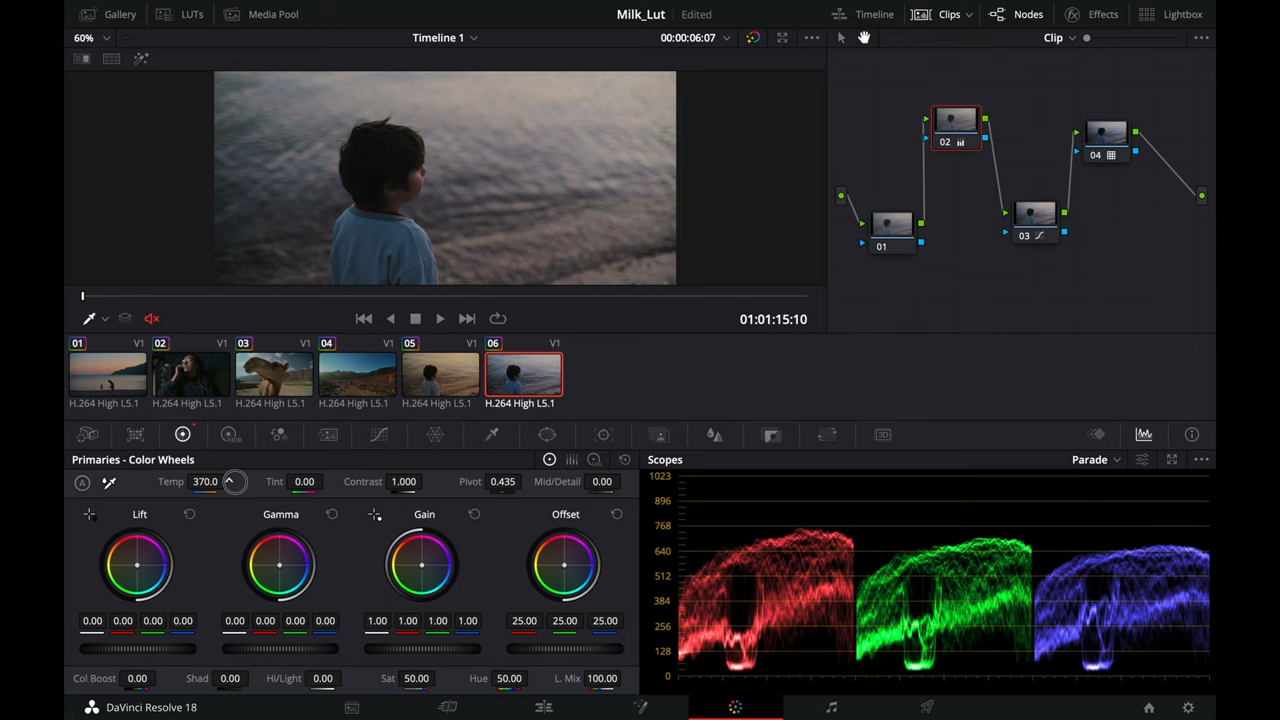 Gallery LUTs Media Pool Milk_Lut Edited Timeline Clips Nodes Effects Lightbox
60% Timeline 1 00:00:06:07 Clip
02
04
03
01
01:01:15:10
01 V1 02 V1 03 V1 04 V1 05 V1 06 V1
H.264 High L5.1 H.264 High L5.1 H.264 High L5.1 H.264 High L5.1 H.264 High L5.1 H.264 High L5.1
HDR 3D
Primaries - Color Wheels
A Temp 370.0 Tint 0.00 Contrast 1.000 Pivot 0.435 Mid/Detail 0.00
Lift Gamma Gain Offset
0.00 0.00 0.00 0.00 0.00 0.00 0.00 0.00 1.00 1.00 1.00 1.00 25.00 25.00 25.00
Col Boost 0.00 Shad 0.00 Hi/Light 0.00 Sat 50.00 Hue 50.00 L. Mix 100.00
Scopes Parade
1023
896
768
640
512
384
256
128
0
DaVinci Resolve 18